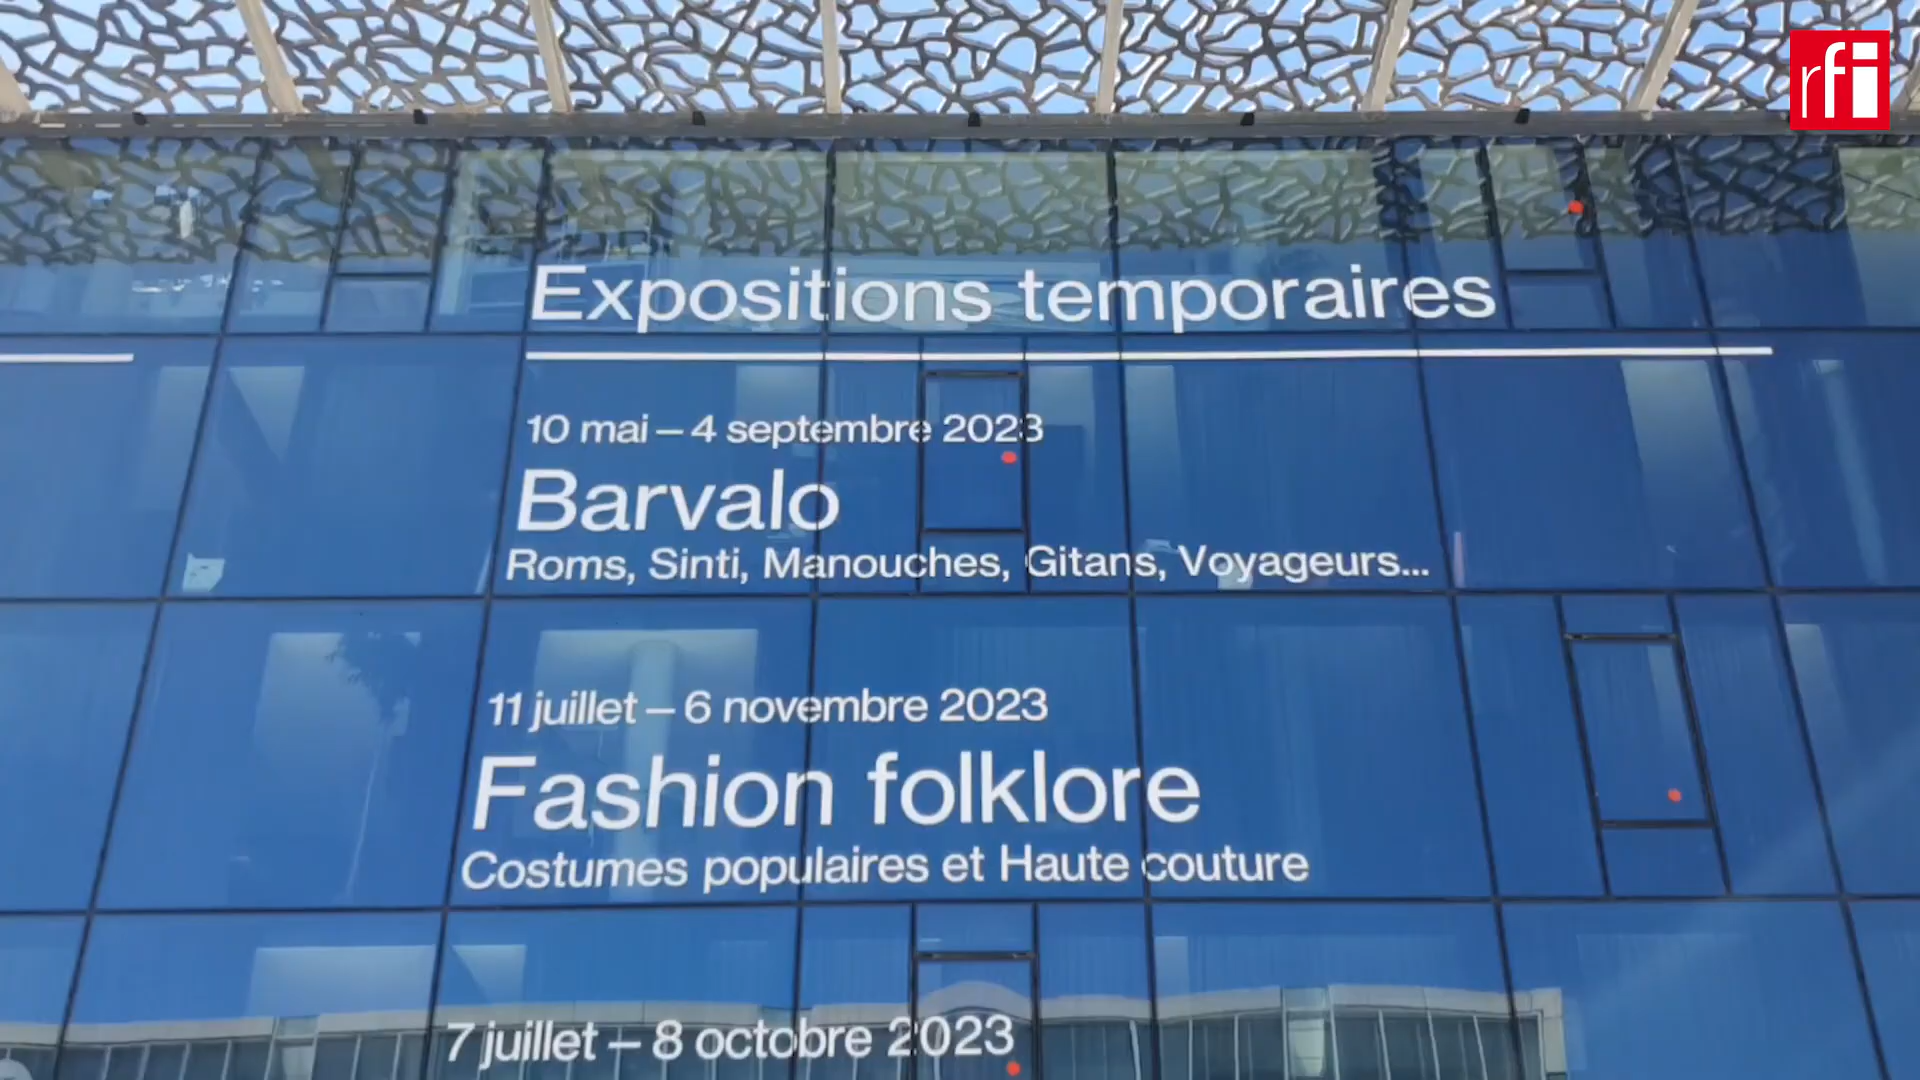 rfi
Expositions temporaires
10 mai – 4 septembre 2023
Barvalo
Roms, Sinti, Manouches, Gitans, Voyageurs...
11 juillet – 6 novembre 2023
Fashion folklore
Costumes populaires et Haute couture
7 juillet – 8 octobre 2023